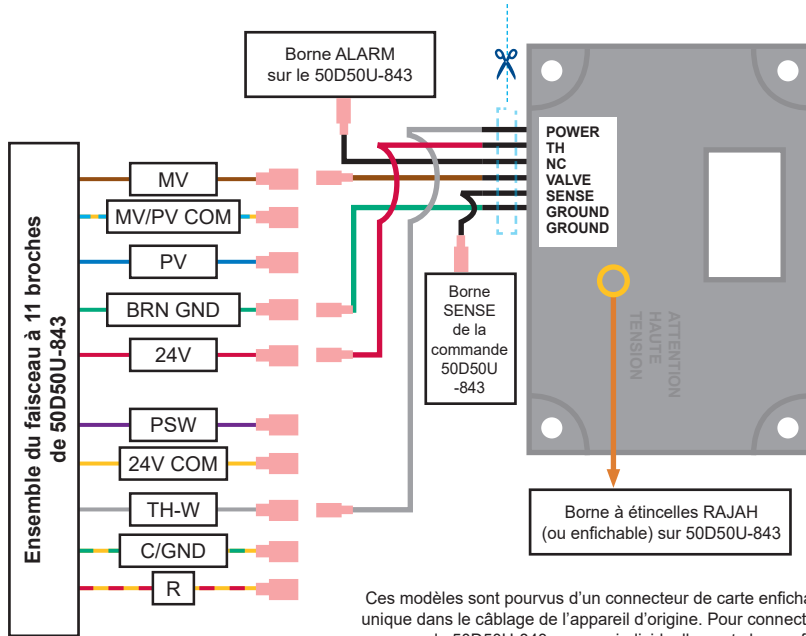 Borne ALARM
sur le 50D50U-843
Ensemble du faisceau à 11 broches
de 50D50U-843
MV
MV/PV COM
PV
BRN GND
24V
PSW
24V COM
TH-W
C/GND
R
POWER
TH
NC
VALVE
SENSE
GROUND
GROUND
Borne
SENSE
de la
commande
50D50U
-843
ATTENTION
HAUTE
TENSION
Borne à étincelles RAJAH
(ou enfichable) sur 50D50U-843
Ces modèles sont pourvus d'un connecteur de carte enficha
unique dans le câblage de l'appareil d'origine. Pour connect